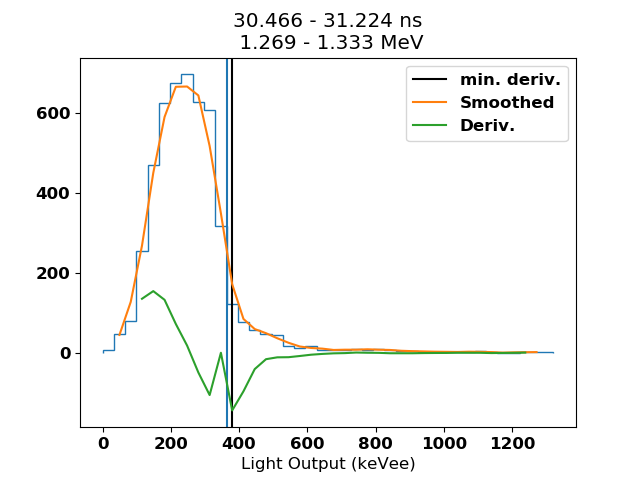 30.466 - 31.224 ns
1.269 - 1.333 MeV
min. deriv.
Smoothed
Deriv.
600
400
200
0
0 200 400 600 800 1000 1200
Light Output (keVee)